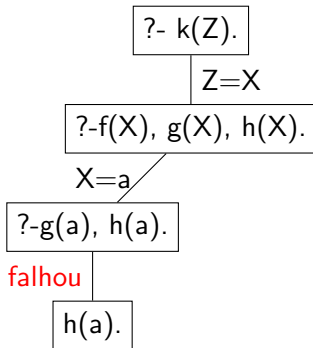 ?- k(Z).
Z=X
?-f(X), g(X), h(X).
X=a
?-g(a), h(a).
falhou
h(a).